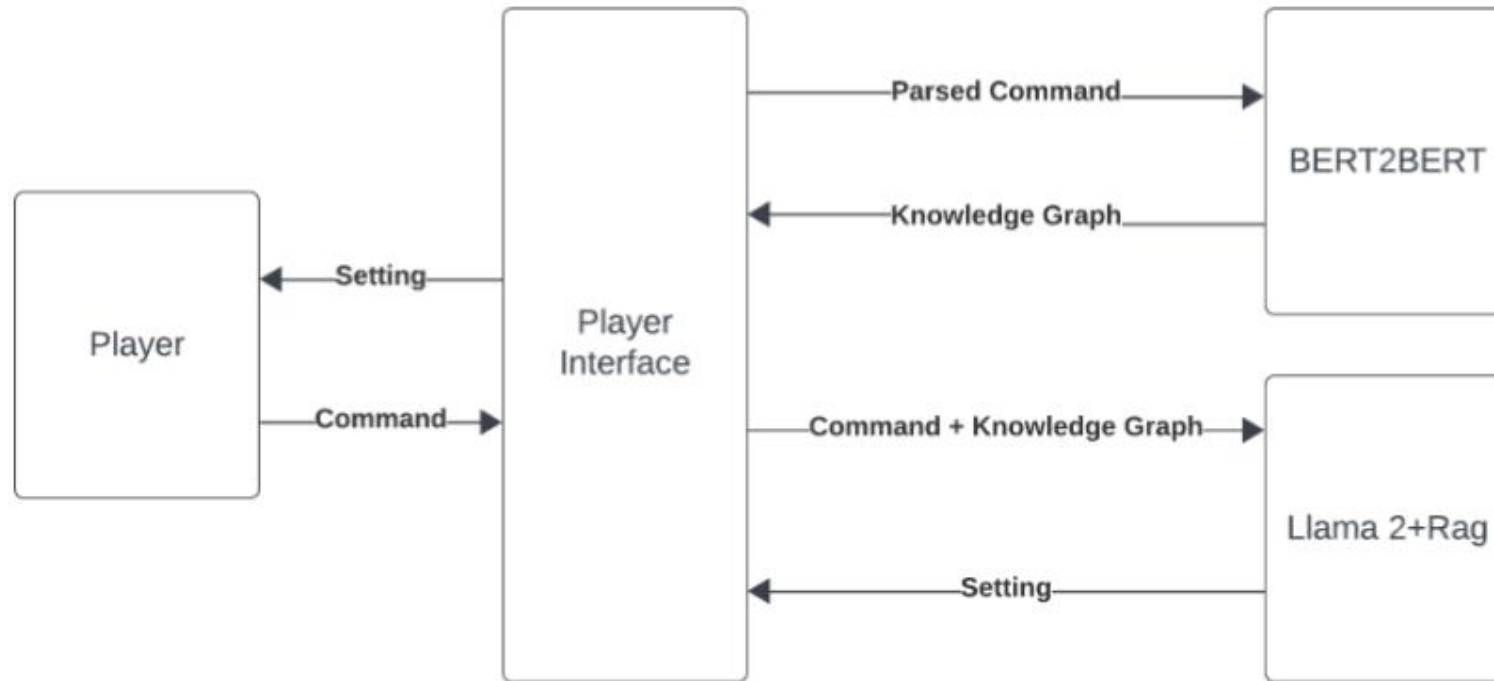 Parsed Command
BERT2BERT
Knowledge Graph
Setting
Player
Player
Interface
Command
Command + Knowledge Graph
Llama 2+Rag
Setting